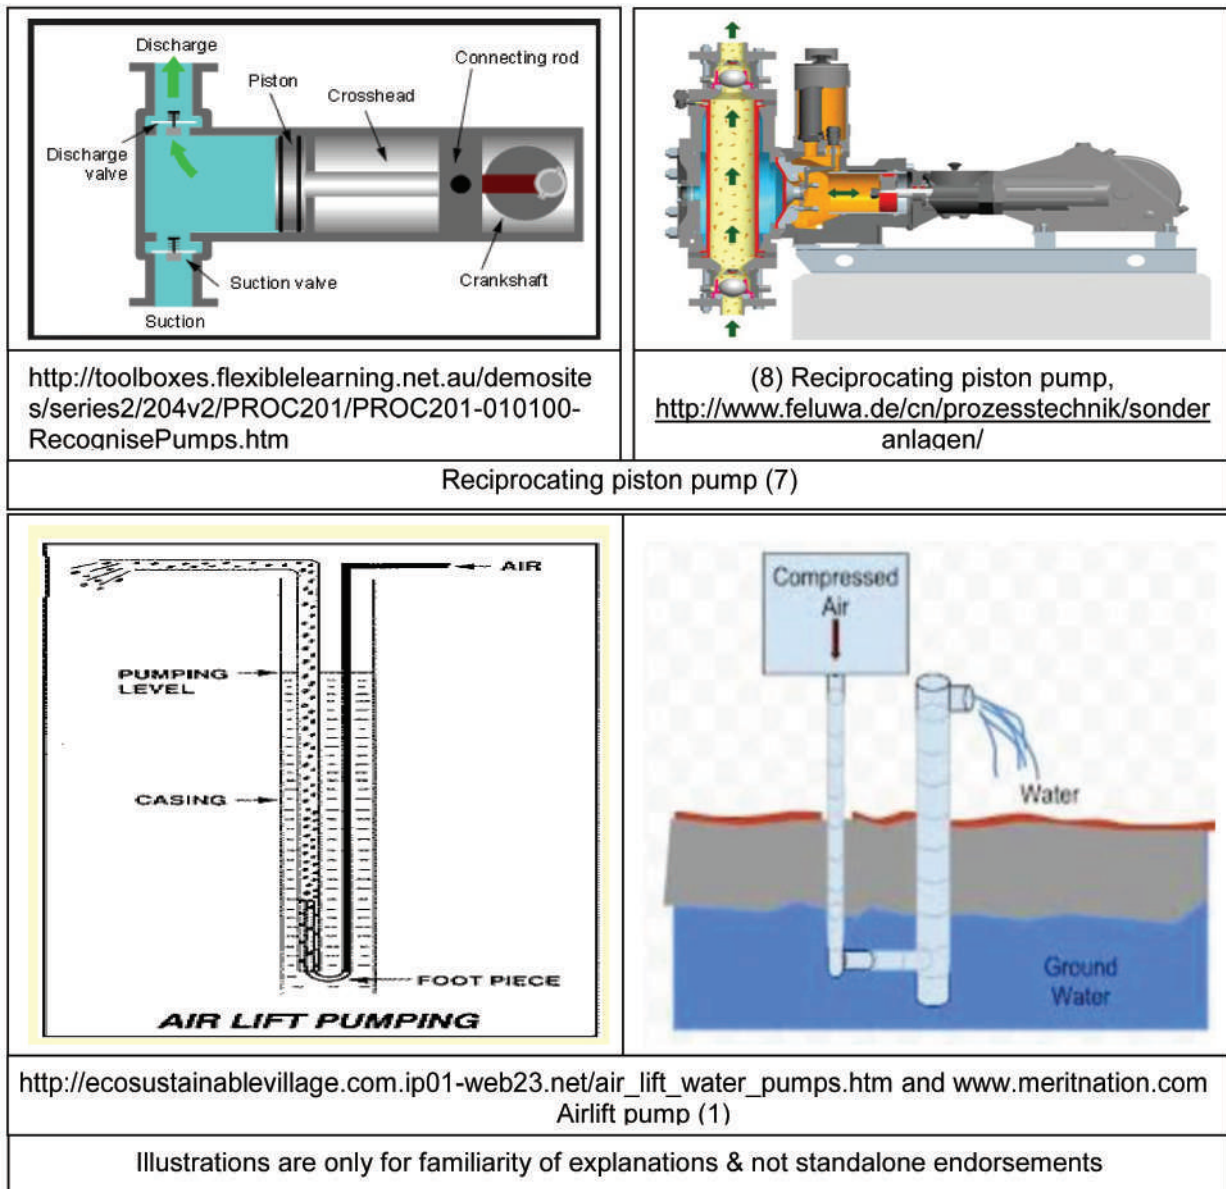 Discharge
Piston
Connecting rod
Crosshead
Discharge
valve
Suction valve
Crankshaft
Suction
http://toolboxes.flexiblelearning.net.au/demosite
s/series2/204v2/PROC201/PROC201-010100-
RecognisePumps.htm
(8) Reciprocating piston pump,
http://www.feluwa.de/cn/prozesstechnik/sonder
anlagen/
Reciprocating piston pump (7)
AIR
PUMPING
LEVEL
CASING
FOOT PIECE
AIR LIFT PUMPING
Compressed
Air
Water
Ground
Water
http://ecosustainablevillage.com.ip01-web23.net/air_lift_water_pumps.htm and www.meritnation.com
Airlift pump (1)
Illustrations are only for familiarity of explanations & not standalone endorsements